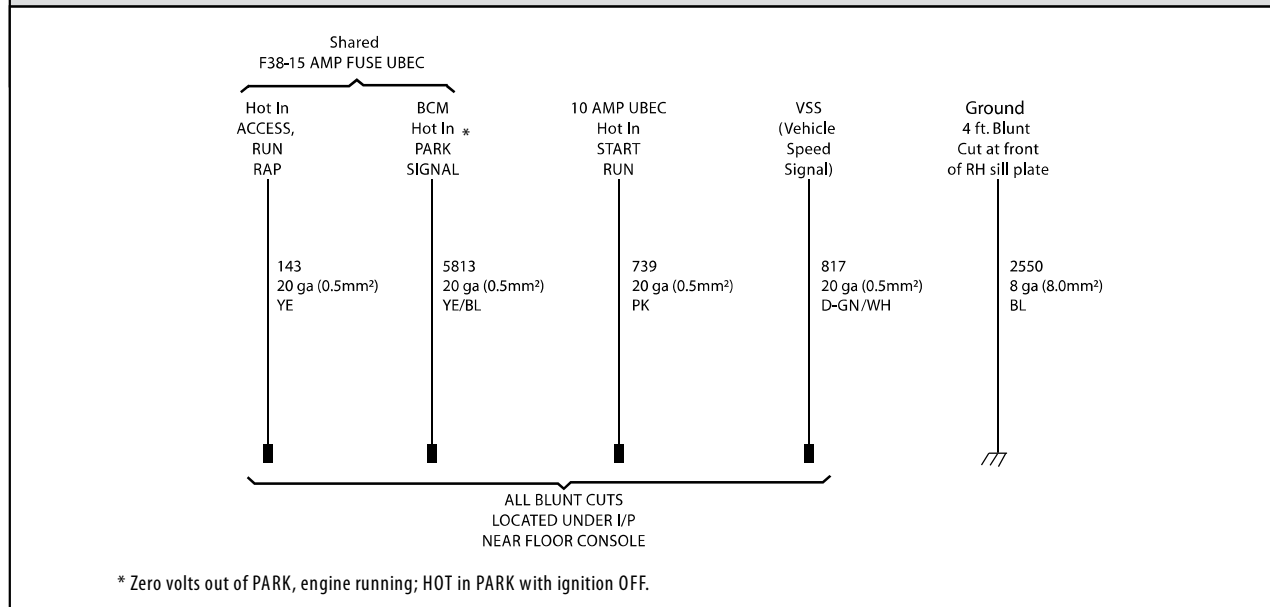 Shared
F38-15 AMP FUSE UBEC
Hot In
ACCESS,
RUN
RAP
BCM
Hot In *
PARK
SIGNAL
10 AMP UBEC
Hot In
START
RUN
VSS
(Vehicle
Speed
Signal)
Ground
4 ft. Blunt
Cut at front
of RH sill plate
143
20 ga (0.5mm²)
YE
5813
20 ga (0.5mm²)
YE/BL
739
20 ga (0.5mm²)
PK
817
20 ga (0.5mm²)
D-GN/WH
2550
8 ga (8.0mm²)
BL
ALL BLUNT CUTS
LOCATED UNDER I/P
NEAR FLOOR CONSOLE
* Zero volts out of PARK, engine running; HOT in PARK with ignition OFF.